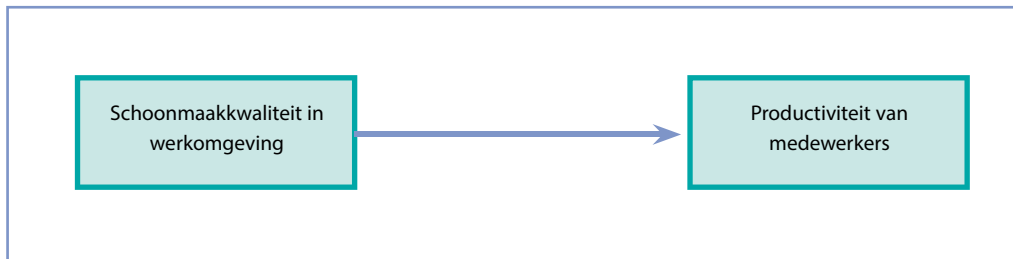 Schoonmaakkwaliteit in
werkomgeving
Productiviteit van
medewerkers